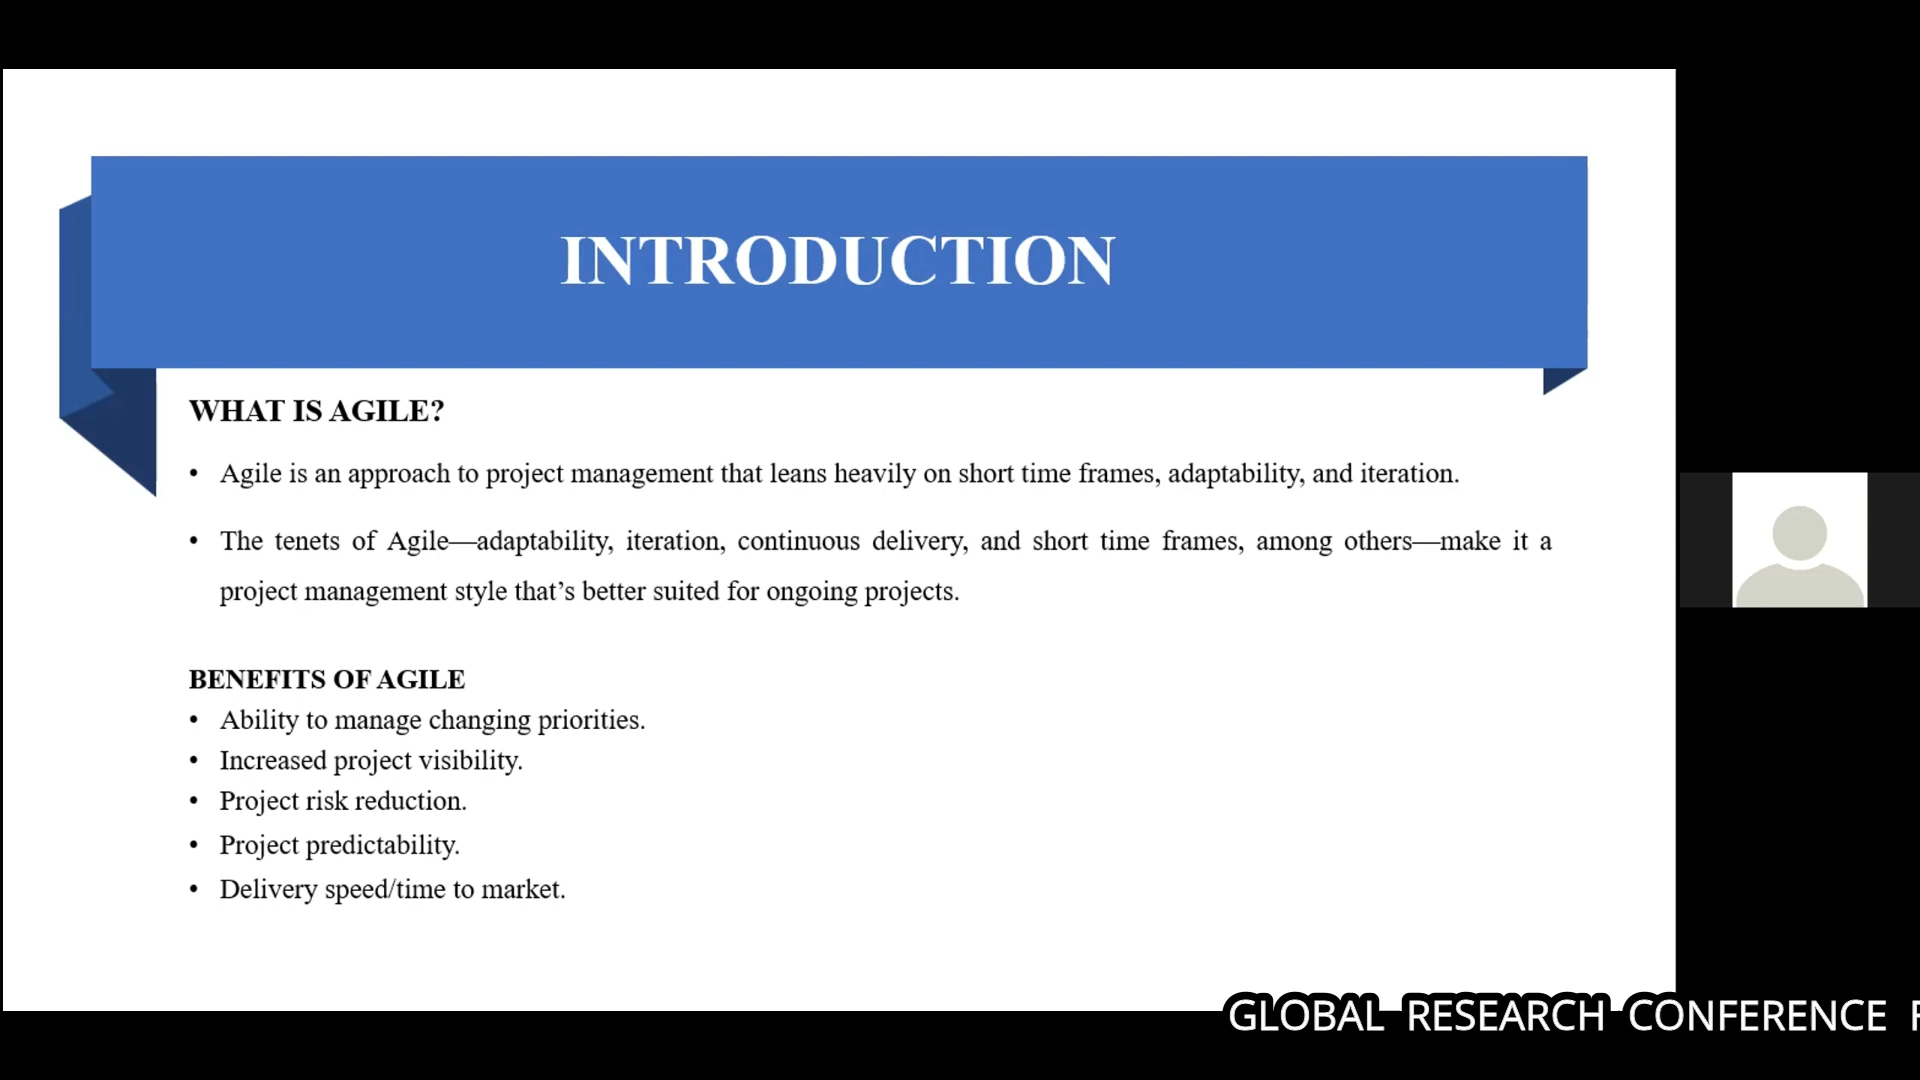 INTRODUCTION
WHAT IS AGILE?
• Agile is an approach to project management that leans heavily on short time frames, adaptability, and iteration.
• The tenets of Agile—adaptability, iteration, continuous delivery, and short time frames, among others—make it a
project management style that’s better suited for ongoing projects.
BENEFITS OF AGILE
• Ability to manage changing priorities.
• Increased project visibility.
• Project risk reduction.
• Project predictability.
• Delivery speed/time to market.
GLOBAL RESEARCH CONFERENCE